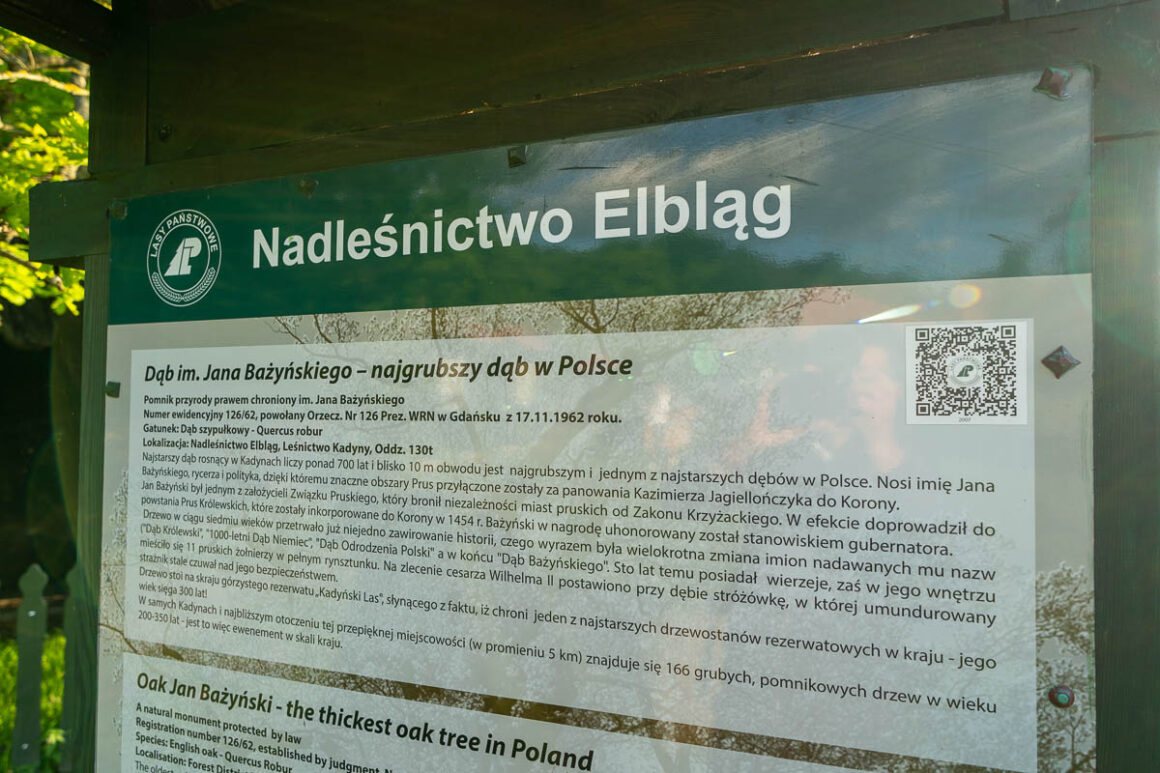 LASY PAŃSTWOWE
Nadleśnictwo Elbląg
Dąb im. Jana Bażyńskiego – najgrubszy dąb w Polsce
Pomnik przyrody prawem chroniony im. Jana Bażyńskiego
Numer ewidencyjny 126/62, powołany Orzecz. Nr 126 Prez. WRN w Gdańsku z 17.11.1962 roku.
Gatunek: Dąb szypułkowy - Quercus robur
Lokalizacja: Nadleśnictwo Elbląg, Leśnictwo Kadyny, Oddz. 130t
Najstarszy dąb rosnący w Kadynach liczy ponad 700 lat i blisko 10 m obwodu jest najgrubszym i jednym z najstarszych dębów w Polsce. Nosi imię Jana
Bażyńskiego, rycerza i polityka, dzięki któremu znaczne obszary Prus przyłączone zostały za panowania Kazimierza Jagiellończyka do Korony.
Jan Bażyński był jednym z założycieli Związku Pruskiego, który bronił niezależności miast pruskich od Zakonu Krzyżackiego. W efekcie doprowadził do
powstania Prus Królewskich, które zostały inkorporowane do Korony w 1454 r. Bażyński w nagrodę uhonorowany został stanowiskiem gubernatora.
Drzewo w ciągu siedmiu wieków przetrwało już niejedno zawirowanie historii, czego wyrazem była wielokrotna zmiana imion nadawanych mu nazw
("Dąb Królewski", "1000-letni Dąb Niemiec", "Dąb Odrodzenia Polski" a w końcu "Dąb Bażyńskiego". Sto lat temu posiadał wierzeje, zaś w jego wnętrzu
mieściło się 11 pruskich żołnierzy w pełnym rynsztunku. Na zlecenie cesarza Wilhelma II postawiono przy dębie stróżówkę, w której umundurowany
strażnik stale czuwał nad jego bezpieczeństwem.
Drzewo stoi na skraju górzystego rezerwatu „Kadyński Las", słynącego z faktu, iż chroni jeden z najstarszych drzewostanów rezerwatowych w kraju - jego
wiek sięga 300 lat!
W samych Kadynach i najbliższym otoczeniu tej przepięknej miejscowości (w promieniu 5 km) znajduje się 166 grubych, pomnikowych drzew w wieku
200-350 lat - jest to więc ewenement w skali kraju.
Oak Jan Bażyński - the thickest oak tree in Poland
A natural monument protected by law
Registration number 126/62, established by judgment
Species: English oak - Quercus Robur
Localisation: Forest
The oldest